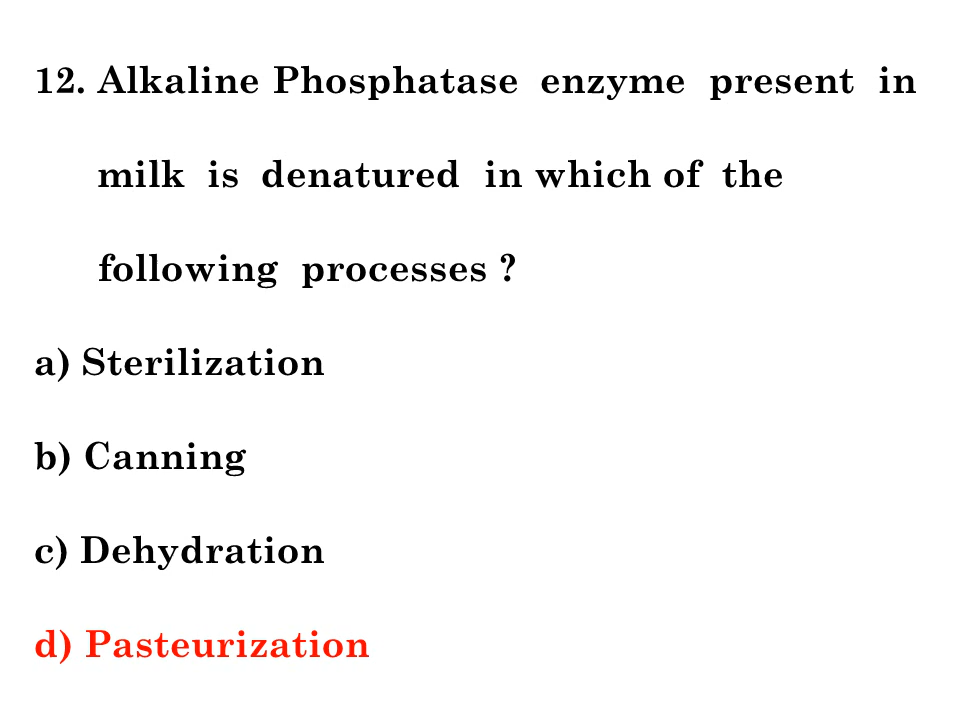 12. Alkaline Phosphatase enzyme present in
milk is denatured in which of the
following processes ?
a) Sterilization
b) Canning
c) Dehydration
d) Pasteurization